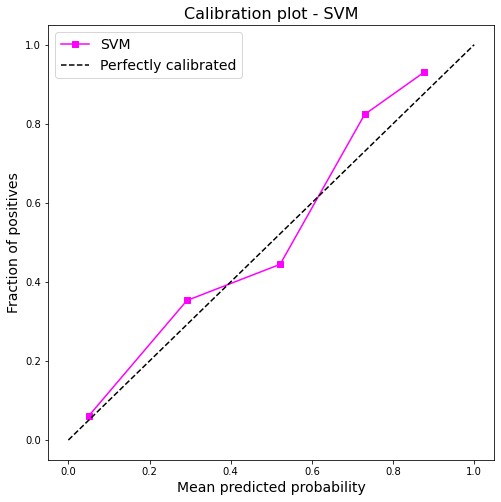 Calibration plot - SVM
SVM
Perfectly calibrated
Fraction of positives
1.0
0.8
0.6
0.4
0.2
0.0
0.0 0.2 0.4 0.6 0.8 1.0
Mean predicted probability